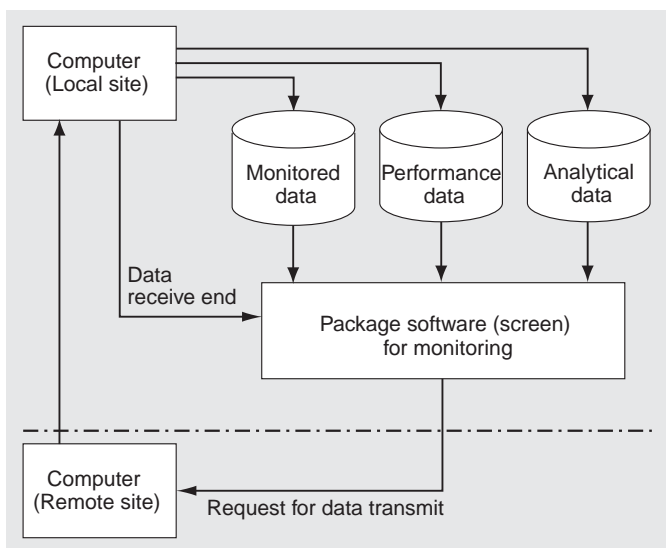 Computer
(Local site)
Monitored
data
Performance
data
Analytical
data
Data
receive end
Package software (screen)
for monitoring
Computer
(Remote site)
Request for data transmit